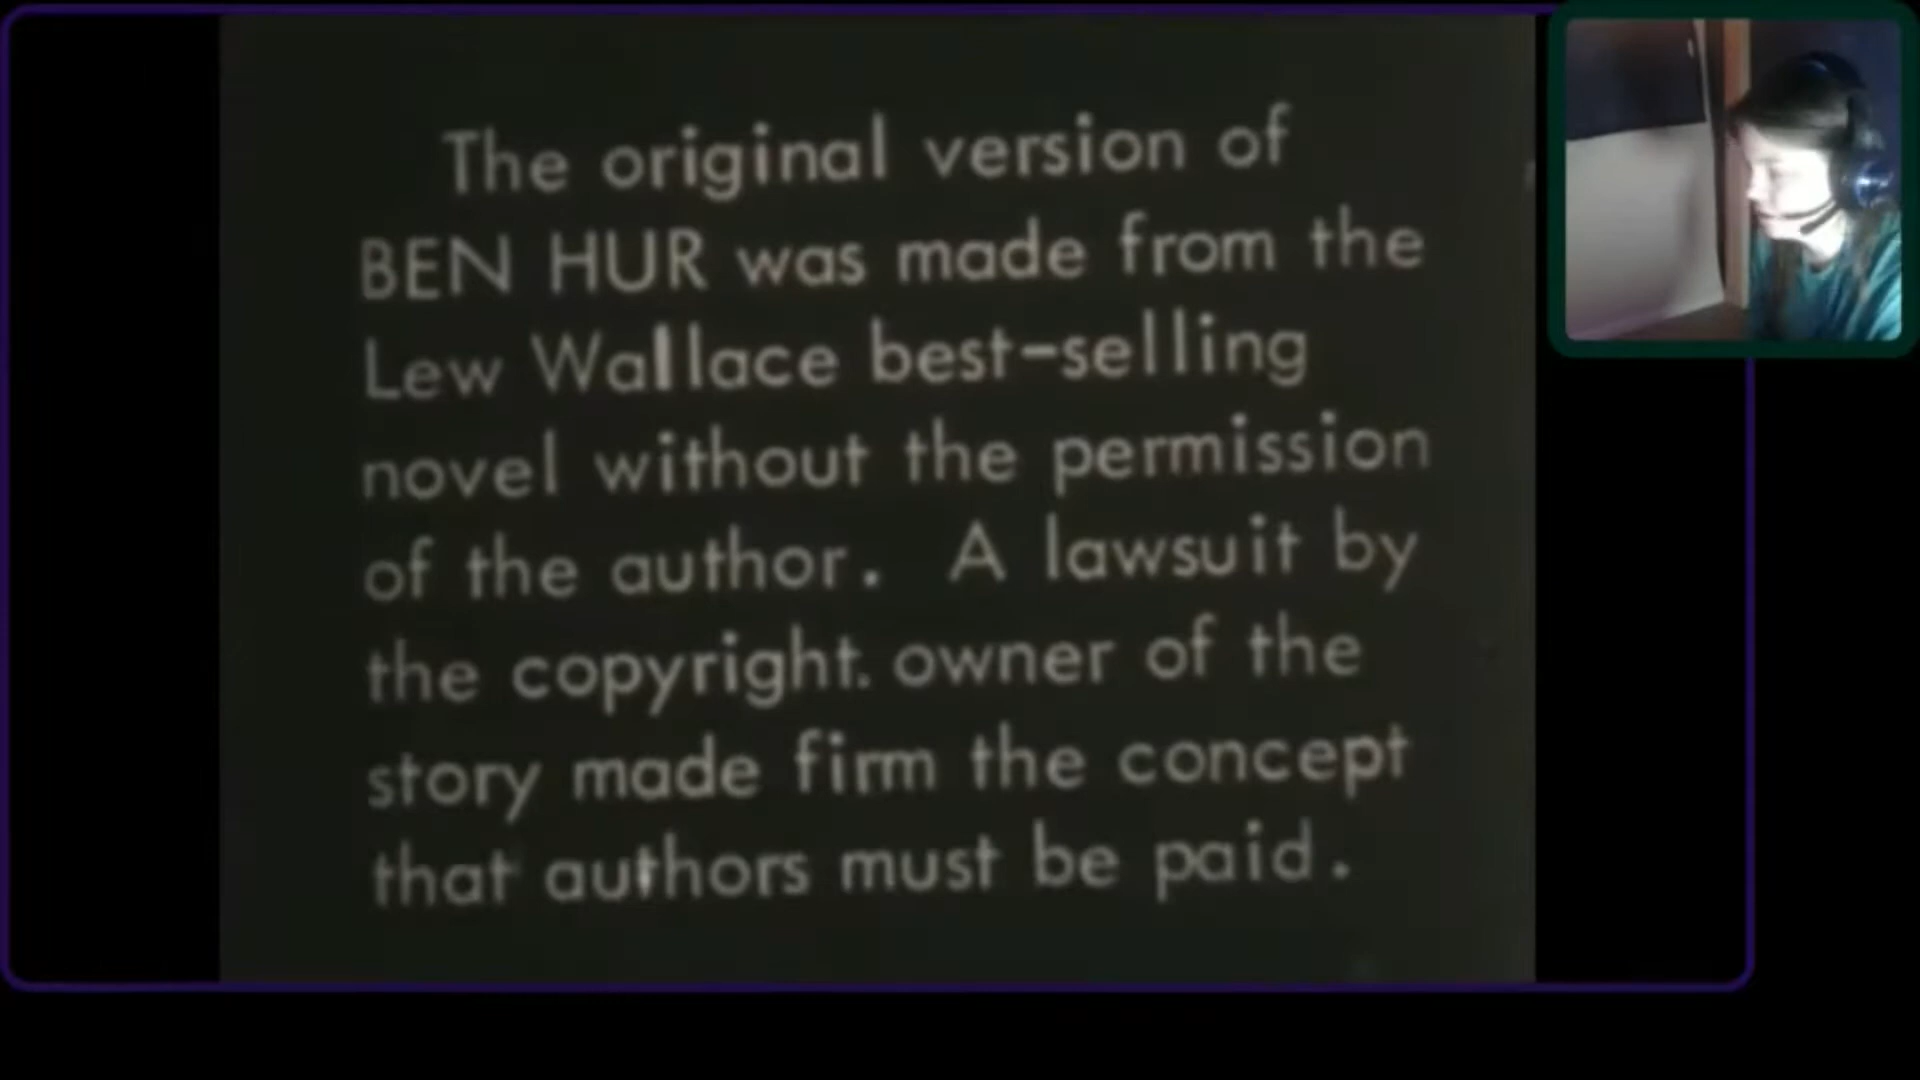 The original version of
BEN HUR was made from the
Lew Wallace best-selling
novel without the permission
of the author. A lawsuit by
the copyright. owner of the
story made firm the concept
that authors must be paid.